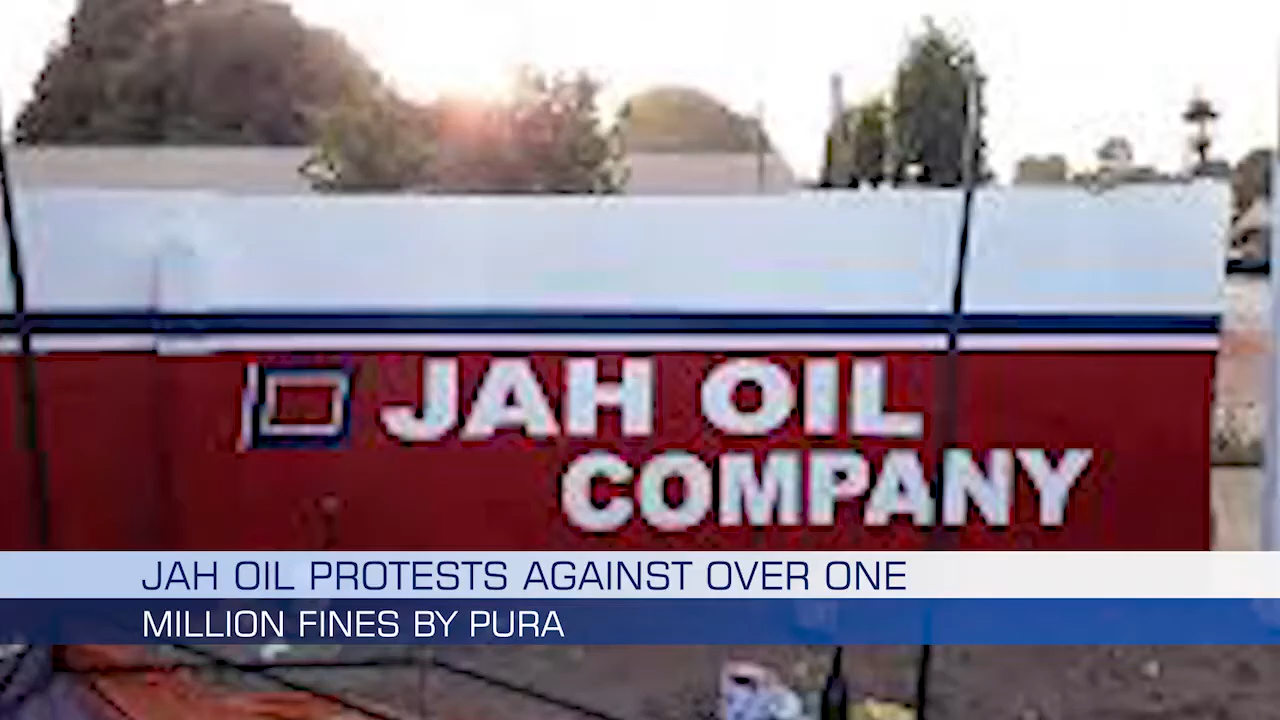 JAH OIL
COMPANY
JAH OIL PROTESTS AGAINST OVER ONE
MILLION FINES BY PURA